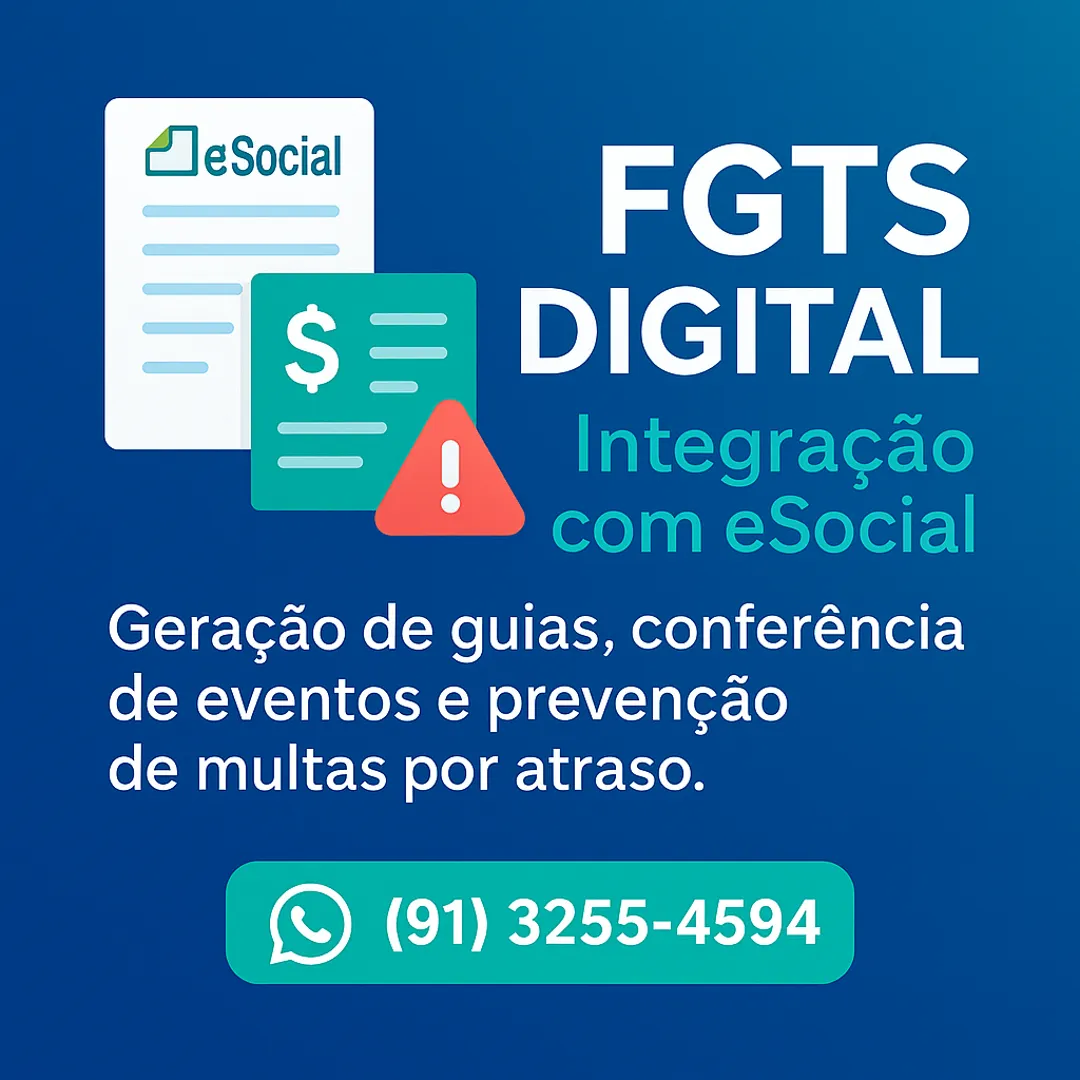 eSocial
FGTS
DIGITAL
Integração
com eSocial
$
!
Geração de guias, conferência
de eventos e prevenção
de multas por atraso.
(91) 3255-4594